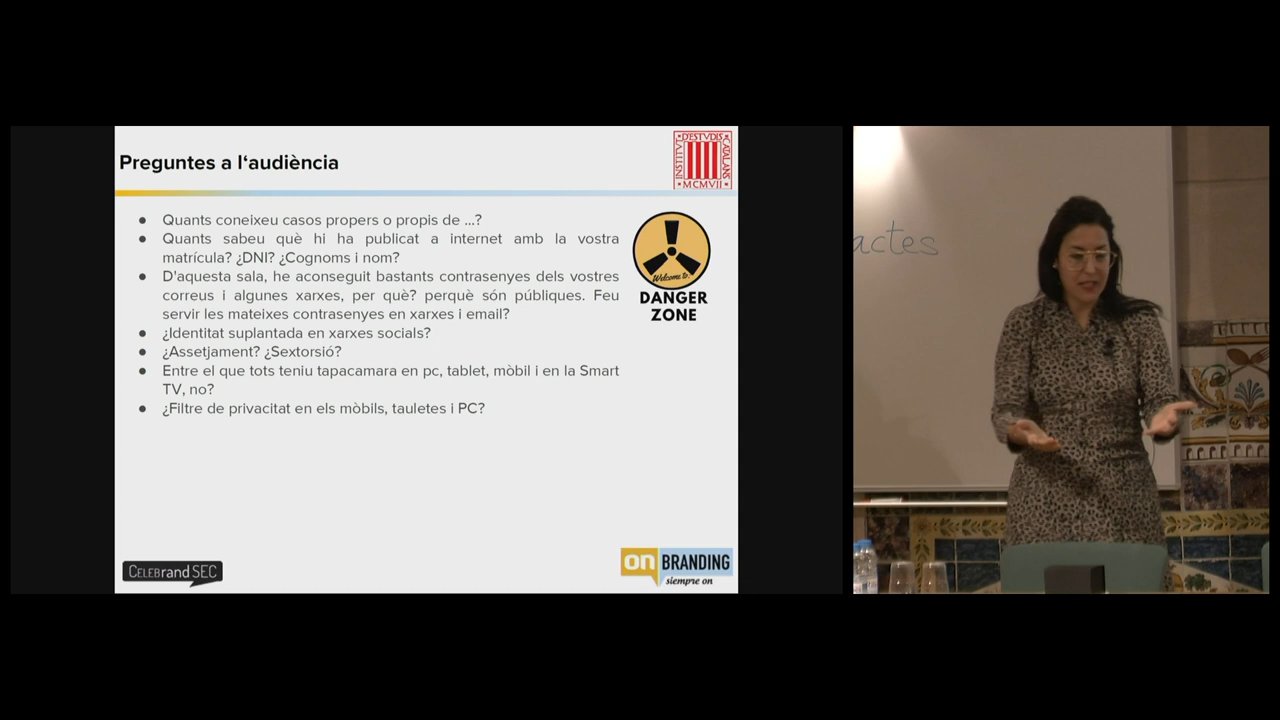 Preguntes a l‘audiència
INSTITVT D'ESTVDIS CATALANS
MCMVII
● Quants coneixeu casos propers o propis de ...?
● Quants sabeu què hi ha publicat a internet amb la vostra
matrícula? ¿DNI? ¿Cognoms i nom?
● D'aquesta sala, he aconseguit bastants contrasenyes dels vostres
correus i algunes xarxes, per què? perquè són públiques. Feu
servir les mateixes contrasenyes en xarxes i email?
● ¿Identitat suplantada en xarxes socials?
● ¿Assetjament? ¿Sextorsió?
● Entre el que tots teniu tapacamara en pc, tablet, mòbil i en la Smart
TV, no?
● ¿Filtre de privacitat en els mòbils, tauletes i PC?
Welcome to:
DANGER
ZONE
CELEBrand SEC
on BRANDING
siempre on
actes